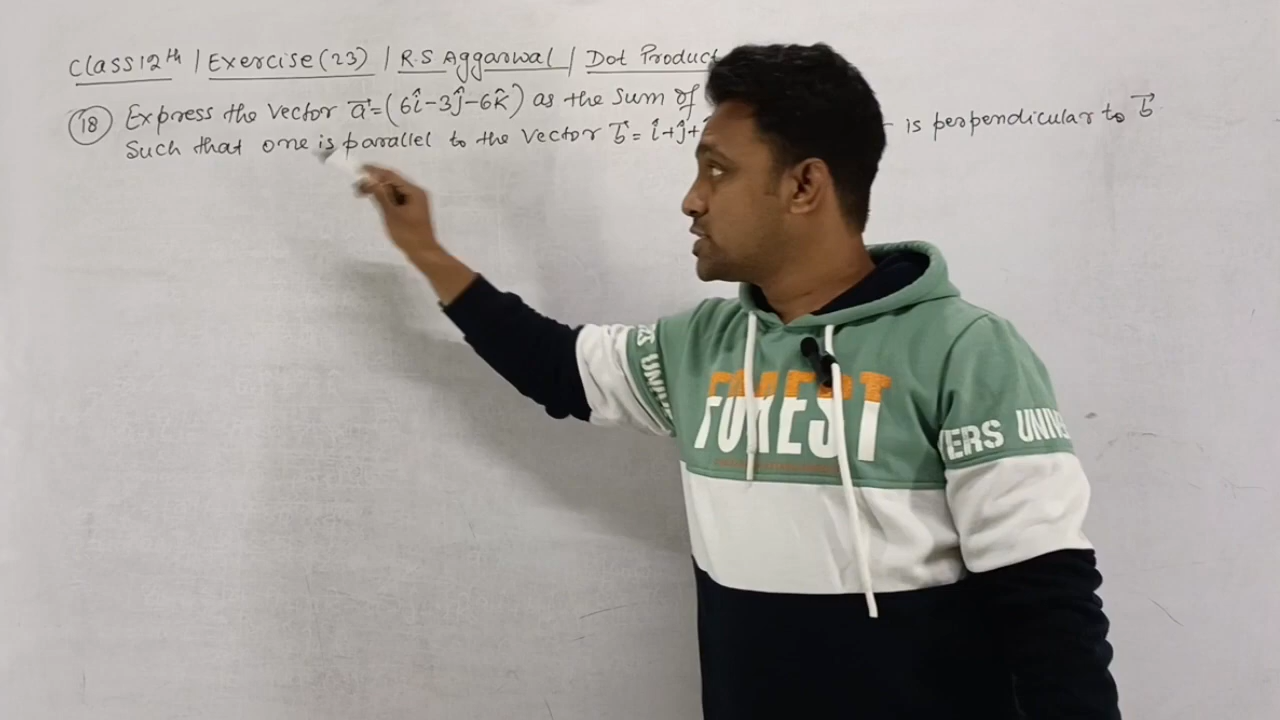 Class 12th / Exercise (23) / R.S Aggarwal / Dot Product
(18) Express the vector a⃗=(6î-3ĵ-6k̂) as the sum of
Such that one is parallel to the vector b⃗= î+ĵ+ is perpendicular to b⃗
FOREST
UNIV
ERS UNIVE